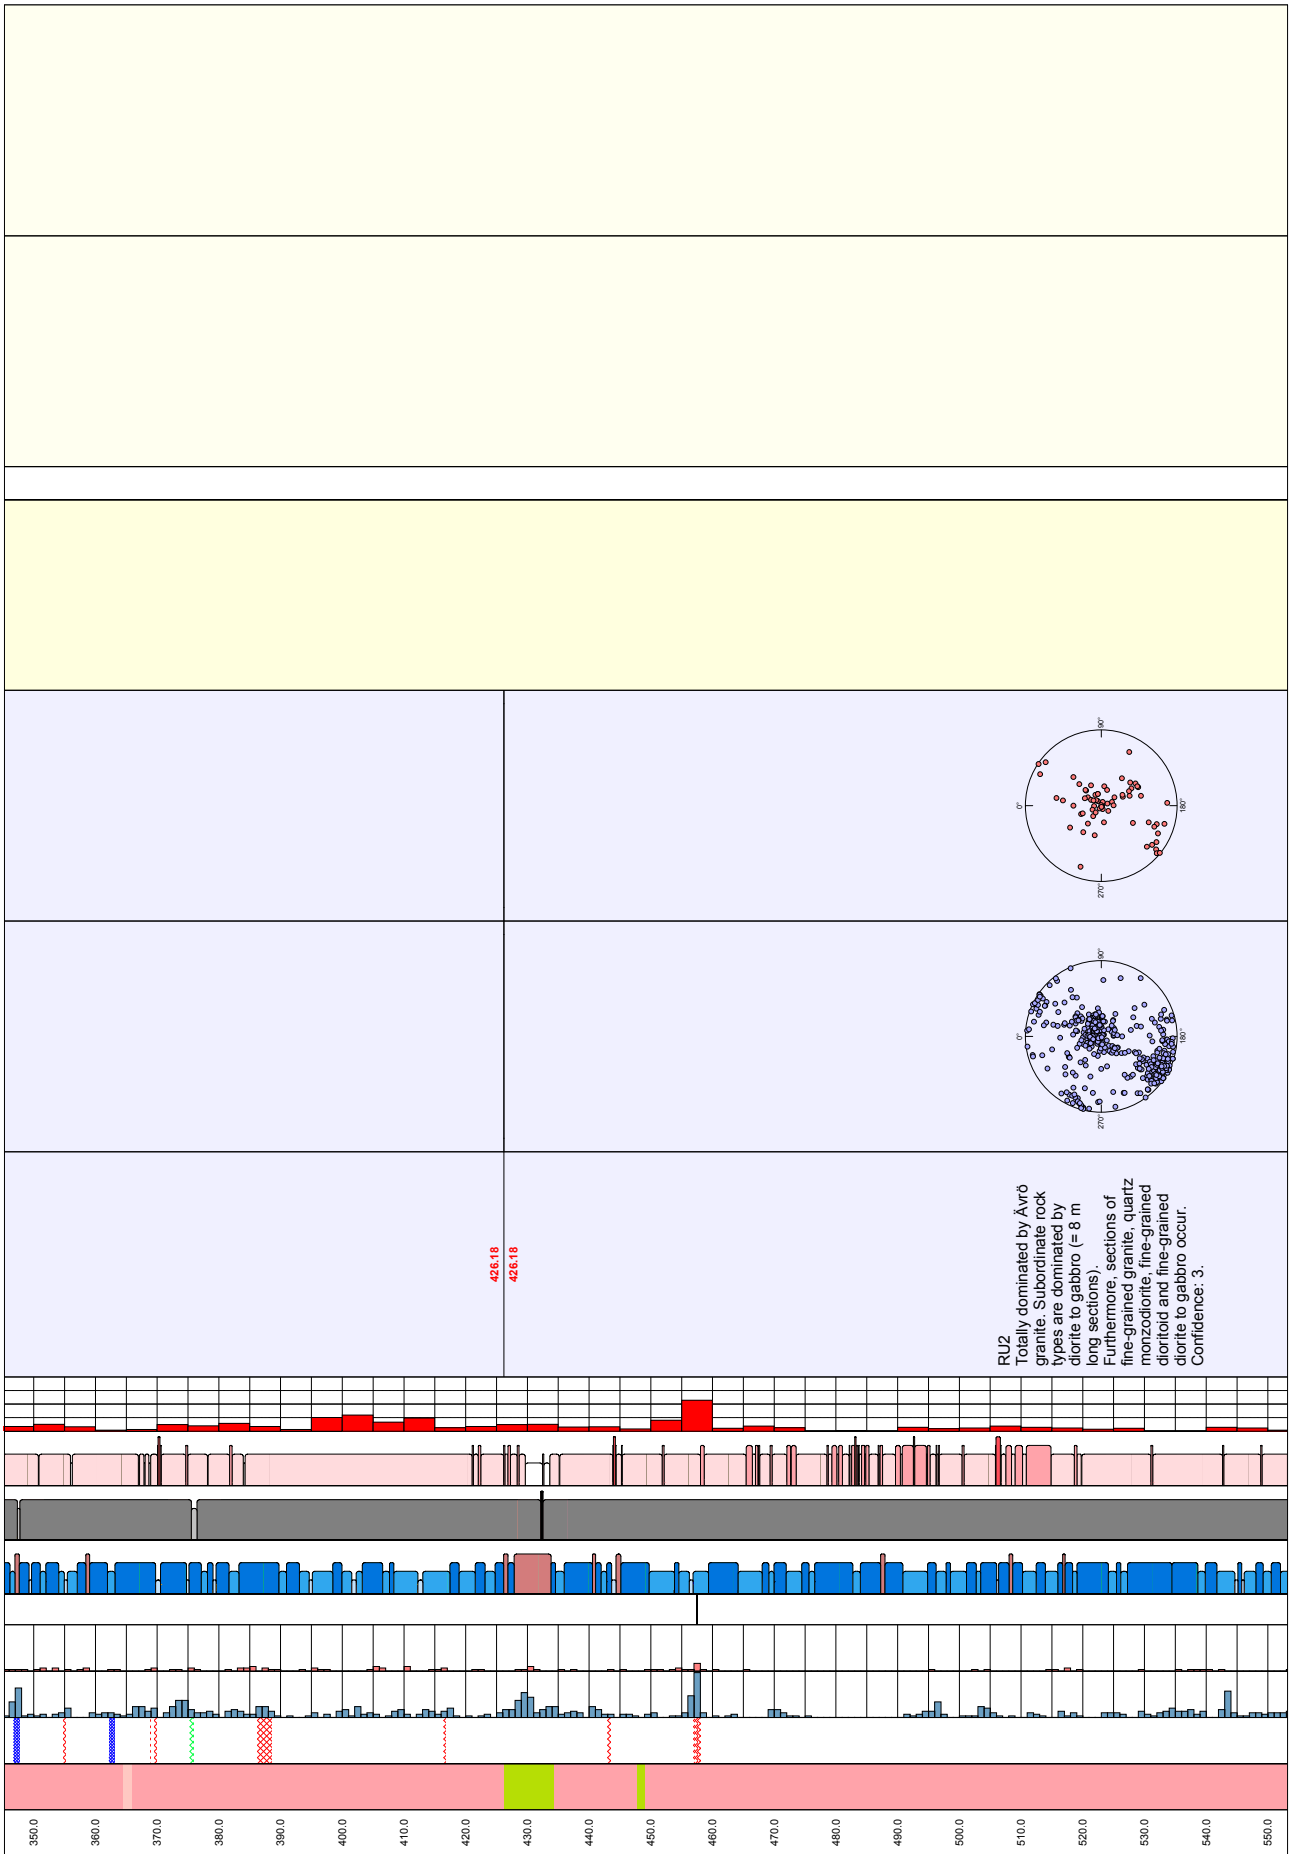 90°
0°
180°
270°
90°
0°
180°
270°
426.18
426.18
RU2
Totally dominated by Ävrö
granite. Subordinate rock
types are dominated by
diorite to gabbro (= 8 m
long sections).
Furthermore, sections of
fine-grained granite, quartz
monzodiorite, fine-grained
dioritoid and fine-grained
diorite to gabbro occur.
Confidence: 3.
350.0
360.0
370.0
380.0
390.0
400.0
410.0
420.0
430.0
440.0
450.0
460.0
470.0
480.0
490.0
500.0
510.0
520.0
530.0
540.0
550.0